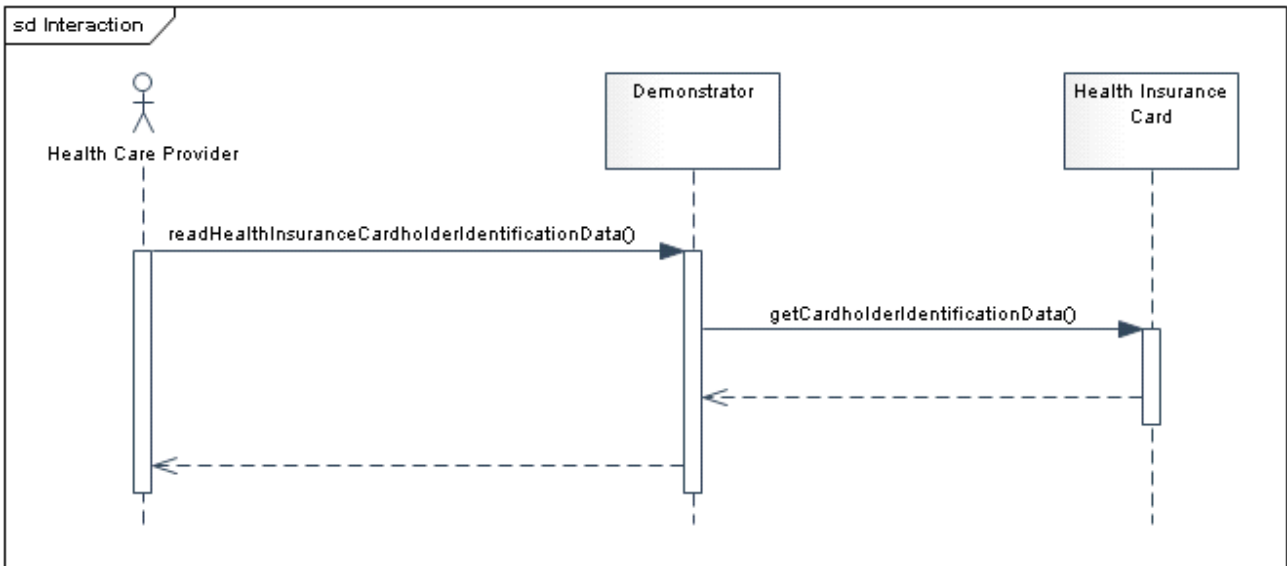 sd Interaction
Health Care Provider
Demonstrator
Health Insurance
Card
readHealthInsuranceCardholderIdentificationData()
getCardholderIdentificationData()